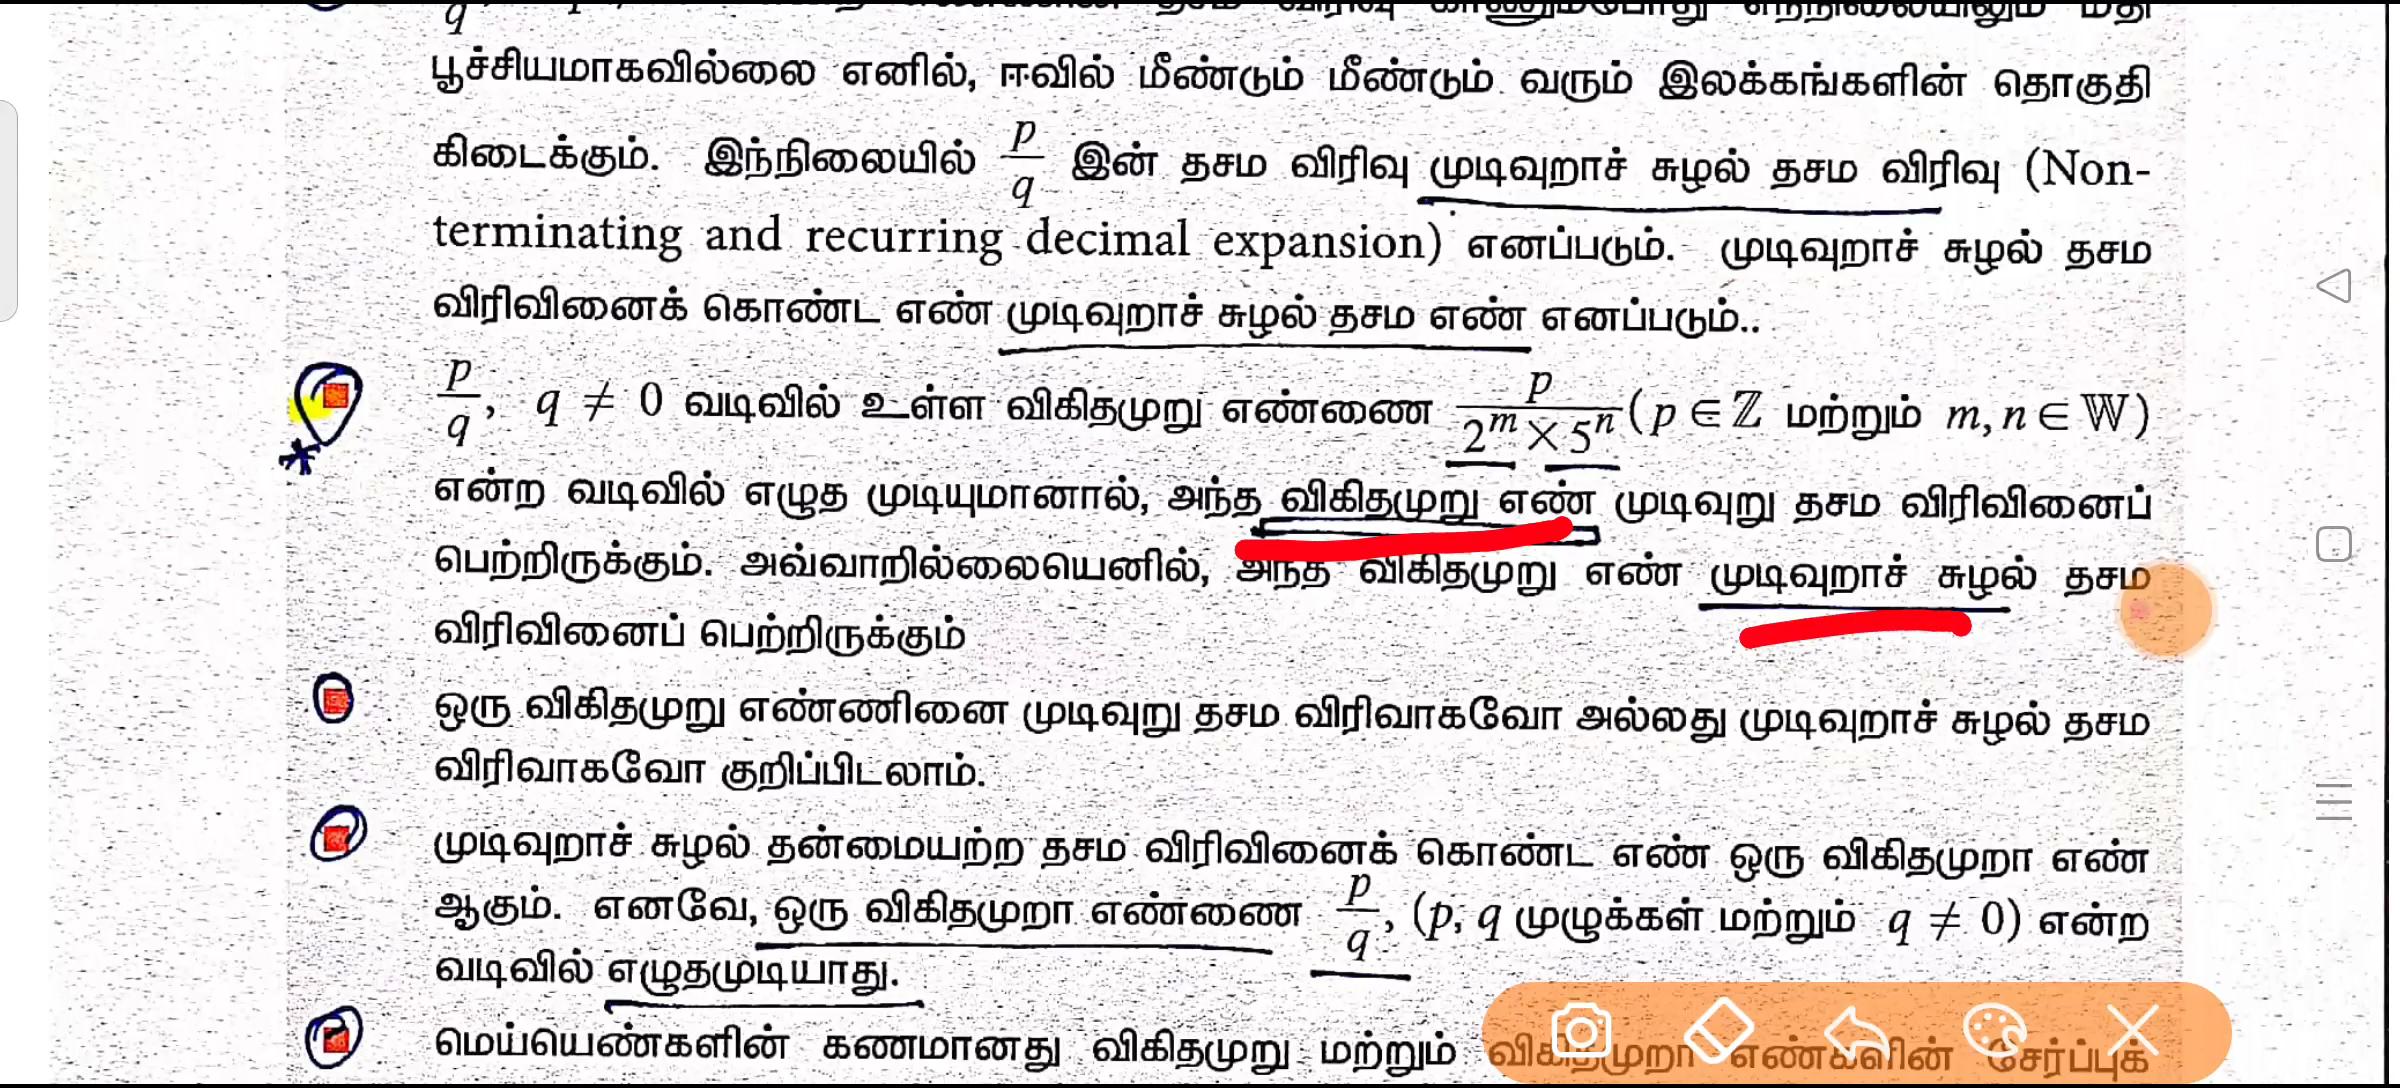 பூச்சியமாகவில்லை எனில், ஈவில் மீண்டும் மீண்டும் வரும் இலக்கங்களின் தொகுதி
கிடைக்கும். இந்நிலையில் p/q இன் தசம விரிவு முடிவுறாச் சுழல் தசம விரிவு (Non-
terminating and recurring decimal expansion) எனப்படும். முடிவுறாச் சுழல் தசம
விரிவினைக் கொண்ட எண் முடிவுறாச் சுழல் தசம எண் எனப்படும்..
p/q, q ≠ 0 வடிவில் உள்ள விகிதமுறு எண்ணை p/(2^m × 5^n) (p ∈ ℤ மற்றும் m, n ∈ 𝕎)
என்ற வடிவில் எழுத முடியுமானால், அந்த விகிதமுறு எண் முடிவுறு தசம விரிவினைப்
பெற்றிருக்கும். அவ்வாறில்லையெனில், அந்த விகிதமுறு எண் முடிவுறாச் சுழல் தசம
விரிவினைப் பெற்றிருக்கும்
ஒரு விகிதமுறு எண்ணினை முடிவுறு தசம விரிவாகவோ அல்லது முடிவுறாச் சுழல் தசம
விரிவாகவோ குறிப்பிடலாம்.
முடிவுறாச் சுழல் தன்மையற்ற தசம விரிவினைக் கொண்ட எண் ஒரு விகிதமுறா எண்
ஆகும். எனவே, ஒரு விகிதமுறா எண்ணை p/q, (p, q முழுக்கள் மற்றும் q ≠ 0) என்ற
வடிவில் எழுதமுடியாது.
மெய்யெண்களின் கணமானது விகிதமுறு மற்றும் விகிதமுறா எண்களின் சேர்ப்புக்